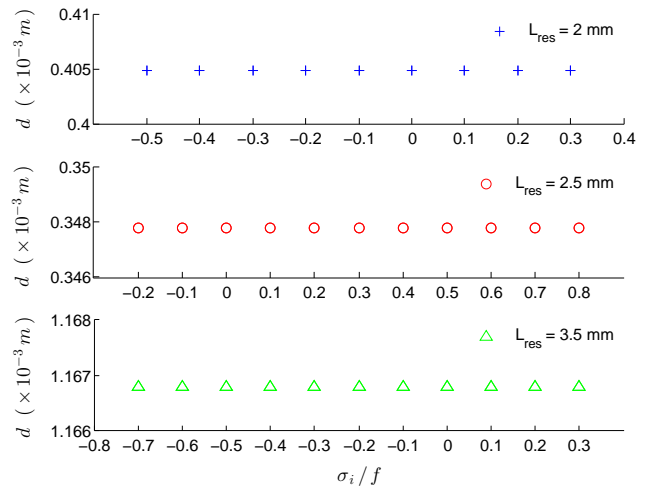 0.41
+ L_res = 2 mm
0.405
0.4
d (×10⁻³ m)
−0.5 −0.4 −0.3 −0.2 −0.1 0 0.1 0.2 0.3 0.4
0.35
○ L_res = 2.5 mm
0.348
0.346
d (×10⁻³ m)
−0.2 −0.1 0 0.1 0.2 0.3 0.4 0.5 0.6 0.7 0.8
1.168
△ L_res = 3.5 mm
1.167
1.166
d (×10⁻³ m)
−0.8 −0.7 −0.6 −0.5 −0.4 −0.3 −0.2 −0.1 0 0.1 0.2 0.3
σ_i / f